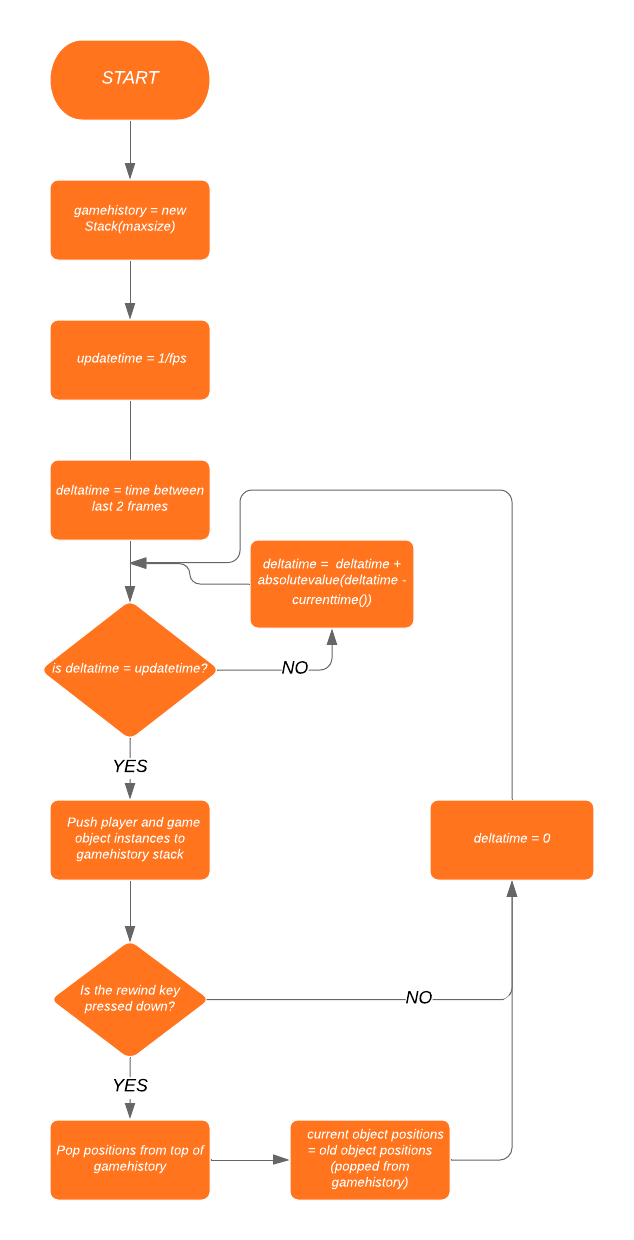 START
gamehistory = new
Stack(maxsize)
updatetime = 1/fps
deltatime = time between
last 2 frames
deltatime =  deltatime +
absolutevalue(deltatime -
currenttime())
is deltatime = updatetime?
NO
YES
Push player and game
object instances to
gamehistory stack
deltatime = 0
Is the rewind key
pressed down?
NO
YES
Pop positions from top of
gamehistory
current object positions
= old object positions
(popped from
gamehistory)